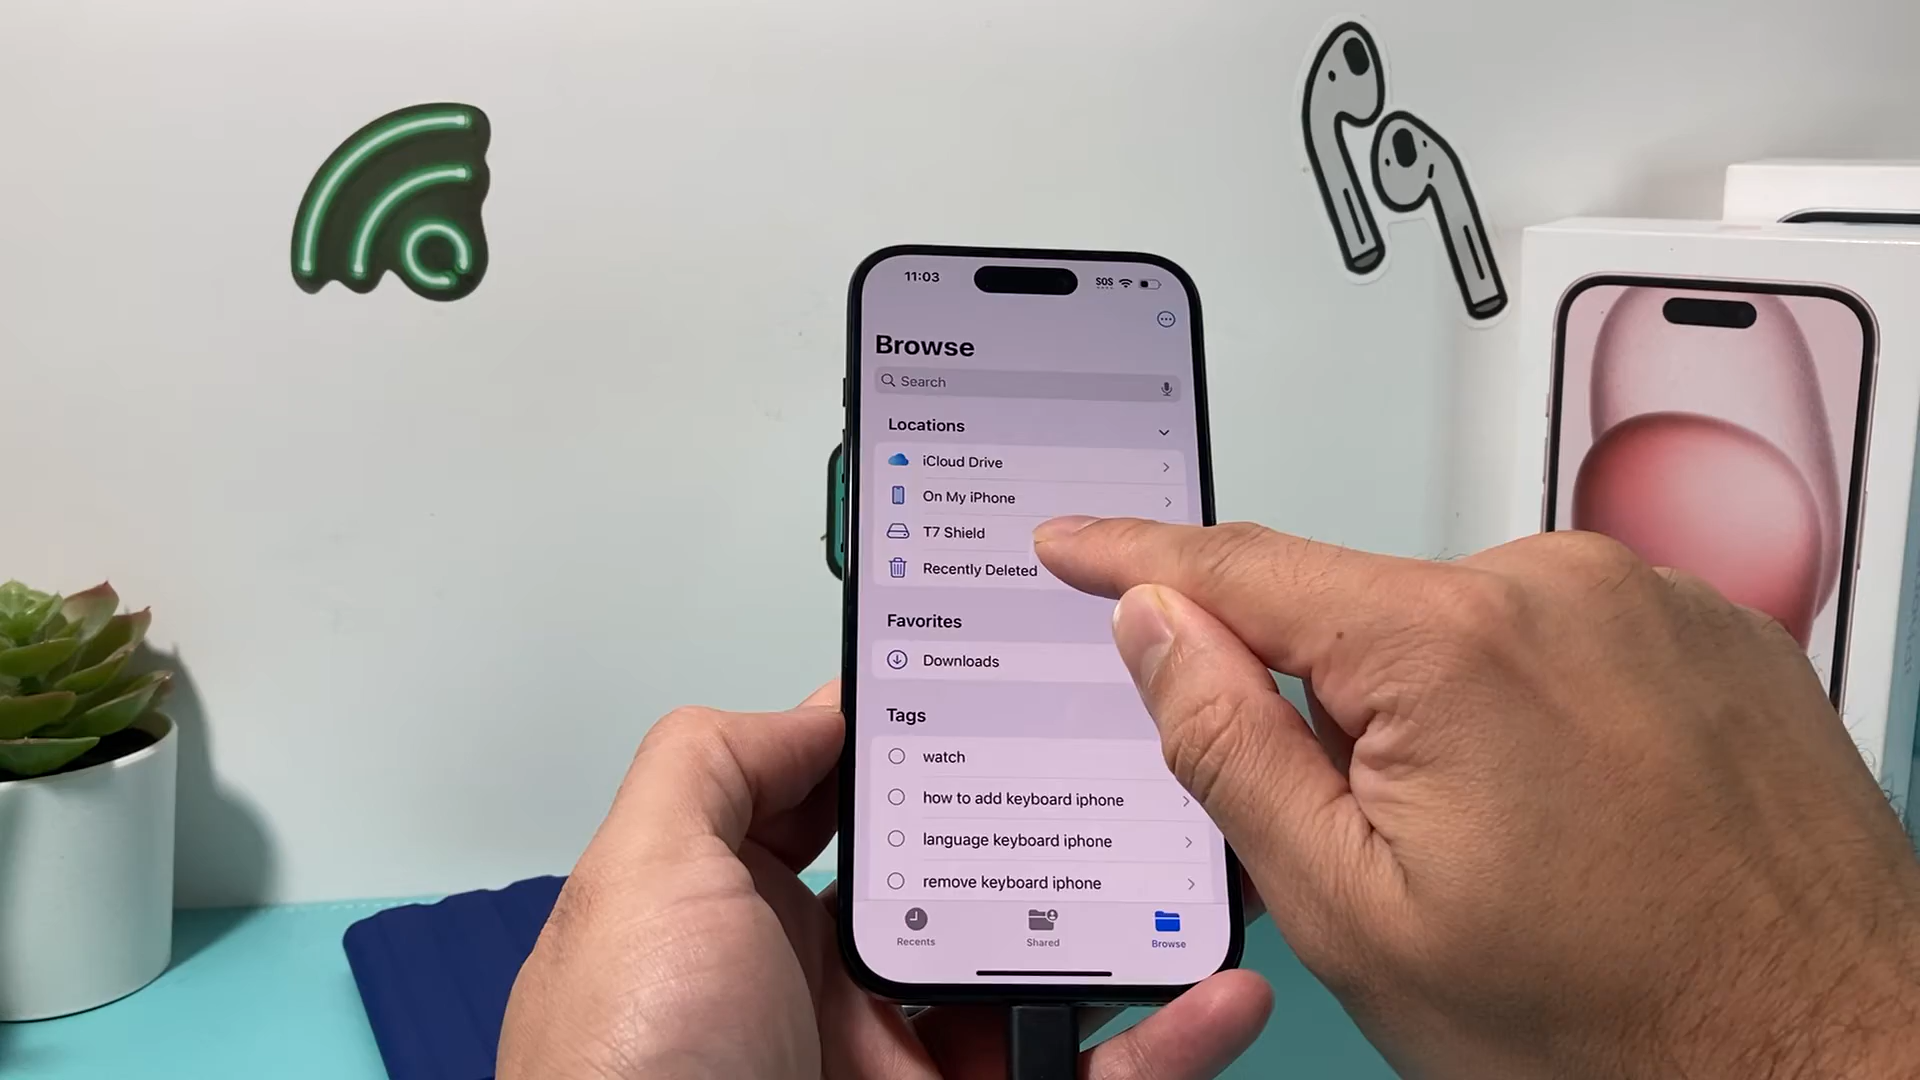 11:03
SOS
Browse
Search
Locations
iCloud Drive
On My iPhone
T7 Shield
Recently Deleted
Favorites
Downloads
Tags
watch
how to add keyboard iphone
language keyboard iphone
remove keyboard iphone
Recents
Shared
Browse